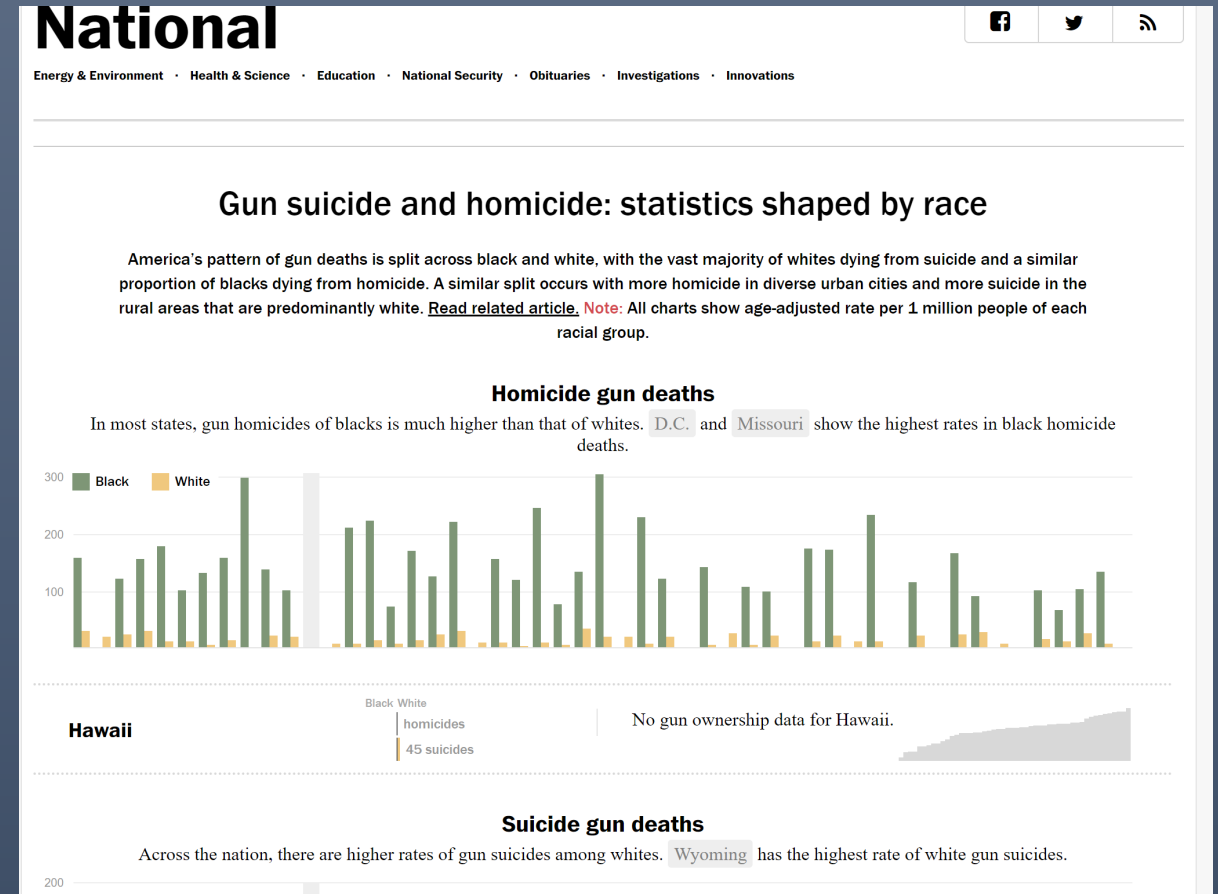 National
Energy & Environment · Health & Science · Education · National Security · Obituaries · Investigations · Innovations
Gun suicide and homicide: statistics shaped by race
America's pattern of gun deaths is split across black and white, with the vast majority of whites dying from suicide and a similar
proportion of blacks dying from homicide. A similar split occurs with more homicide in diverse urban cities and more suicide in the
rural areas that are predominantly white. Read related article. Note: All charts show age-adjusted rate per 1 million people of each
racial group.
Homicide gun deaths
In most states, gun homicides of blacks is much higher than that of whites. D.C. and Missouri show the highest rates in black homicide
deaths.
300 Black White
200
100
Black White
Hawaii
homicides
45 suicides
No gun ownership data for Hawaii.
Suicide gun deaths
Across the nation, there are higher rates of gun suicides among whites. Wyoming has the highest rate of white gun suicides.
200